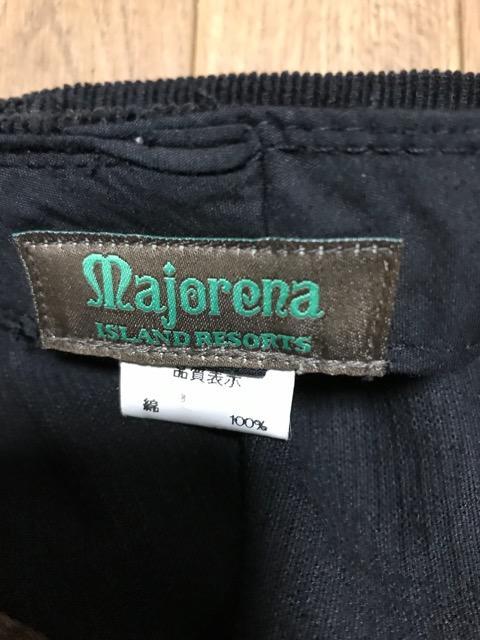 Majorena
ISLAND RESORTS
品質表示
綿 100%